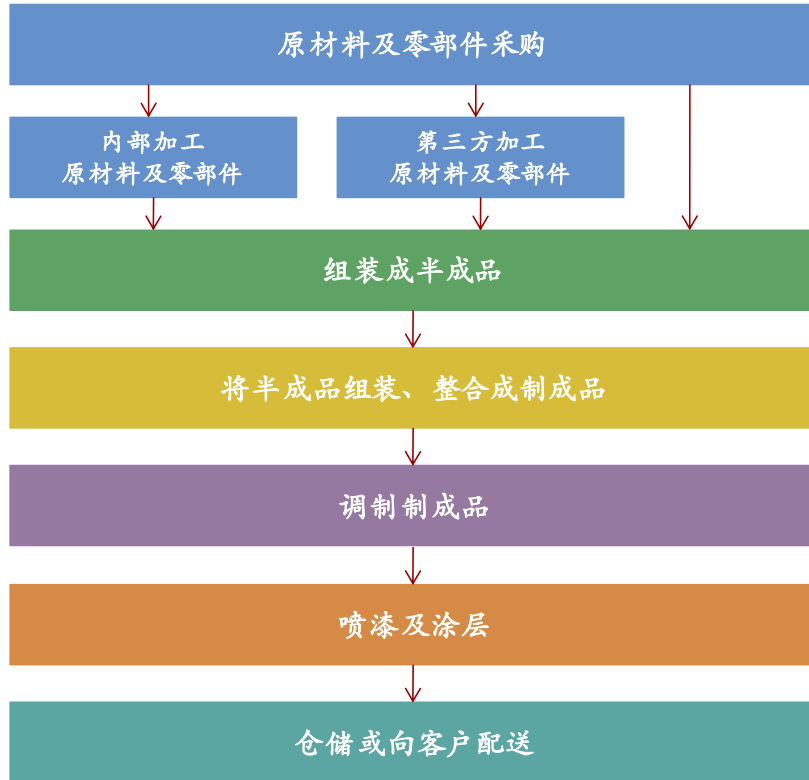 原材料及零部件采购
内部加工
原材料及零部件
第三方加工
原材料及零部件
组装成半成品
将半成品组装、整合成制成品
调制制成品
喷漆及涂层
仓储或向客户配送